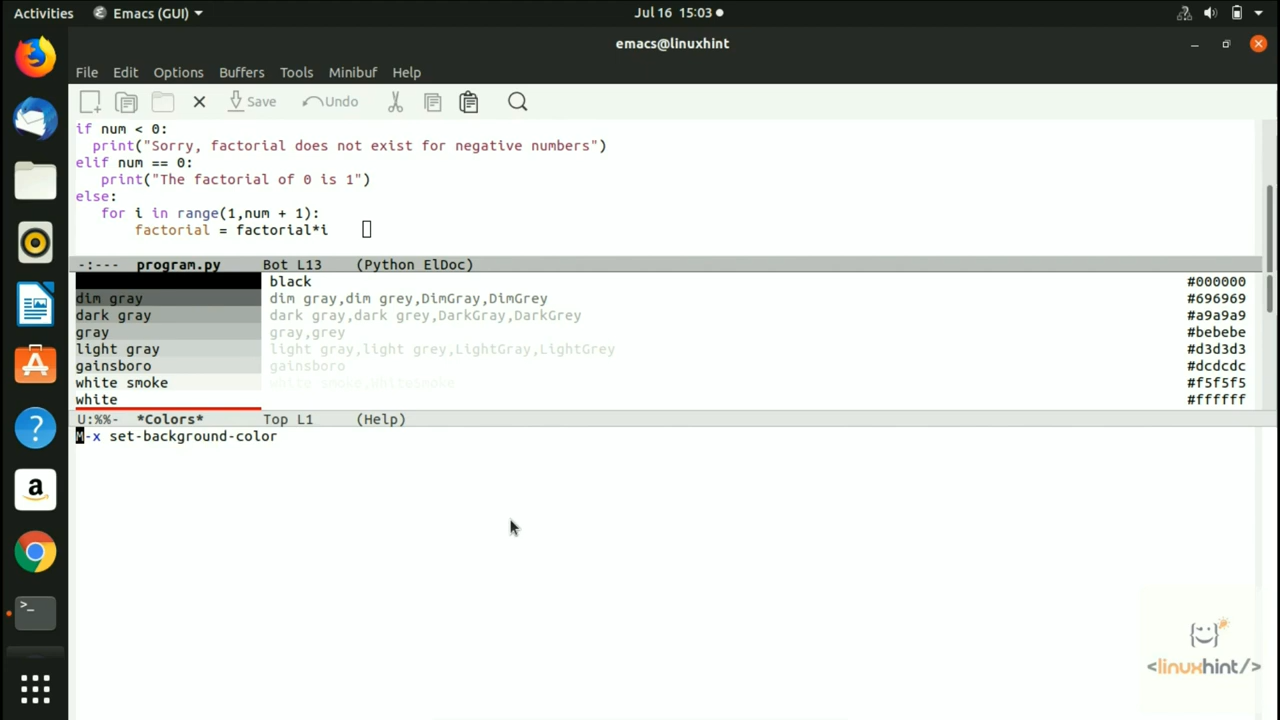 Activities Emacs (GUI) Jul 16 15:03
emacs@linuxhint
File Edit Options Buffers Tools Minibuf Help
Save Undo
if num < 0:
print("Sorry, factorial does not exist for negative numbers")
elif num == 0:
print("The factorial of 0 is 1")
else:
for i in range(1,num + 1):
factorial = factorial*i
-:--- program.py Bot L13 (Python ElDoc)
black #000000
dim gray dim gray,dim grey,DimGray,DimGrey #696969
dark gray dark gray,dark grey,DarkGray,DarkGrey #a9a9a9
gray gray,grey #bebebe
light gray light gray,light grey,LightGray,LightGrey #d3d3d3
gainsboro gainsboro #dcdcdc
white smoke white smoke,WhiteSmoke #f5f5f5
white #ffffff
U:%%- *Colors* Top L1 (Help)
M-x set-background-color
<linuxhint/>